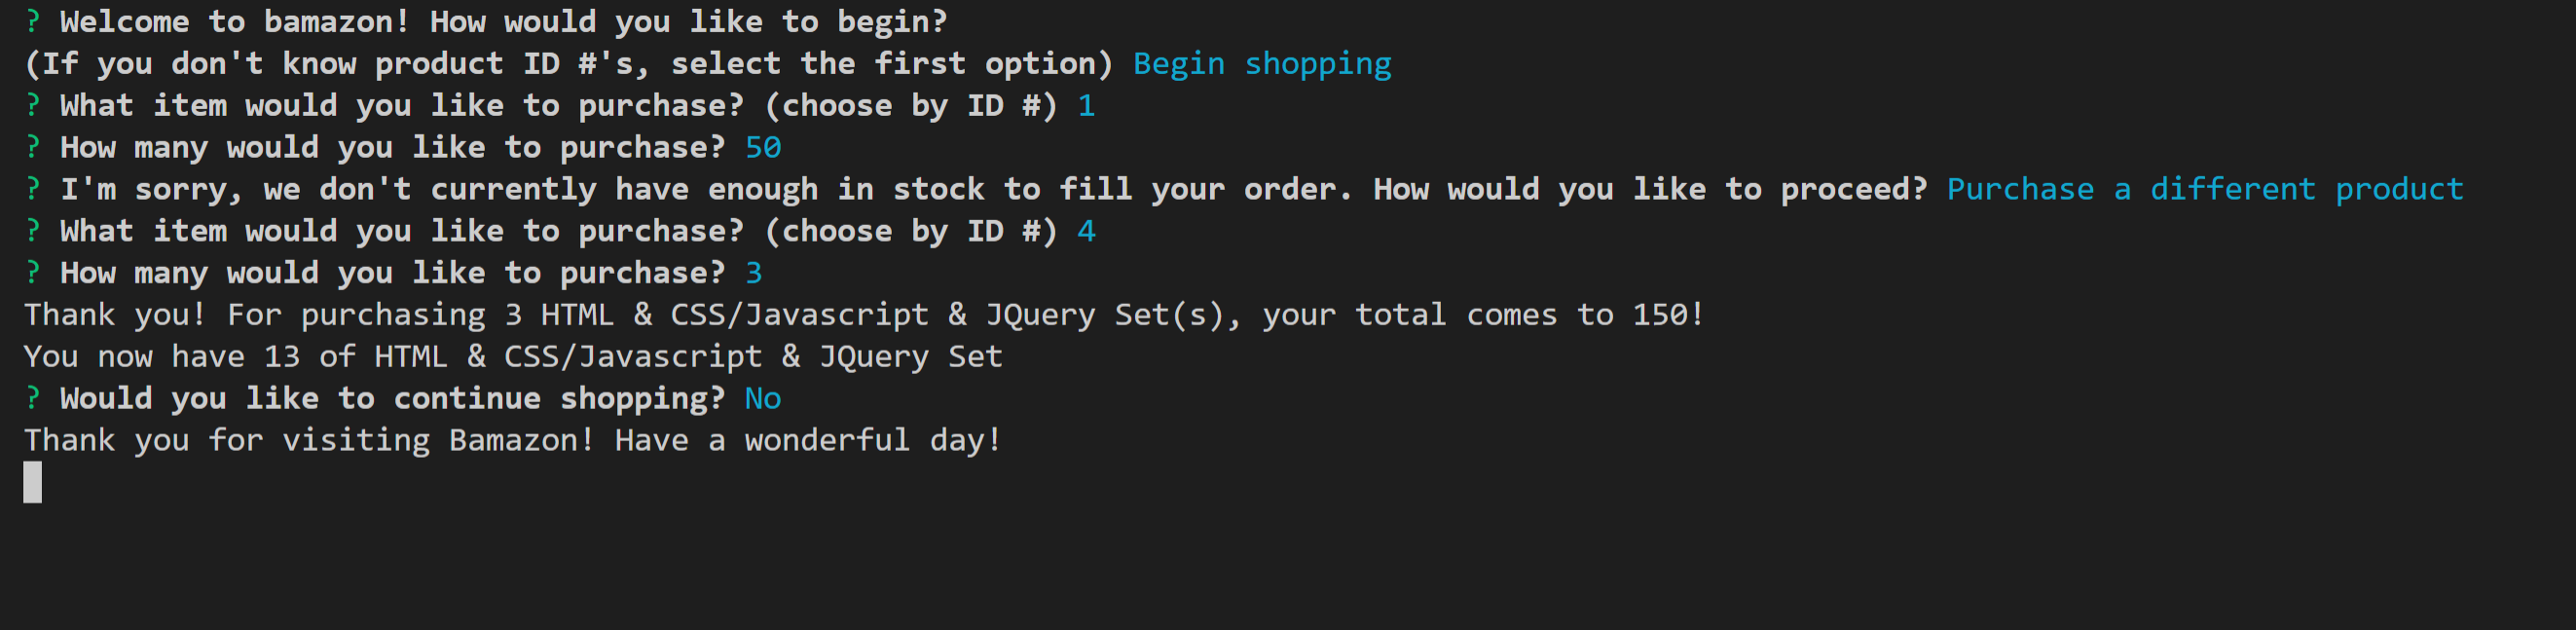 ? Welcome to bamazon! How would you like to begin?
(If you don't know product ID #'s, select the first option) Begin shopping
? What item would you like to purchase? (choose by ID #) 1
? How many would you like to purchase? 50
? I'm sorry, we don't currently have enough in stock to fill your order. How would you like to proceed? Purchase a different product
? What item would you like to purchase? (choose by ID #) 4
? How many would you like to purchase? 3
Thank you! For purchasing 3 HTML & CSS/Javascript & JQuery Set(s), your total comes to 150!
You now have 13 of HTML & CSS/Javascript & JQuery Set
? Would you like to continue shopping? No
Thank you for visiting Bamazon! Have a wonderful day!